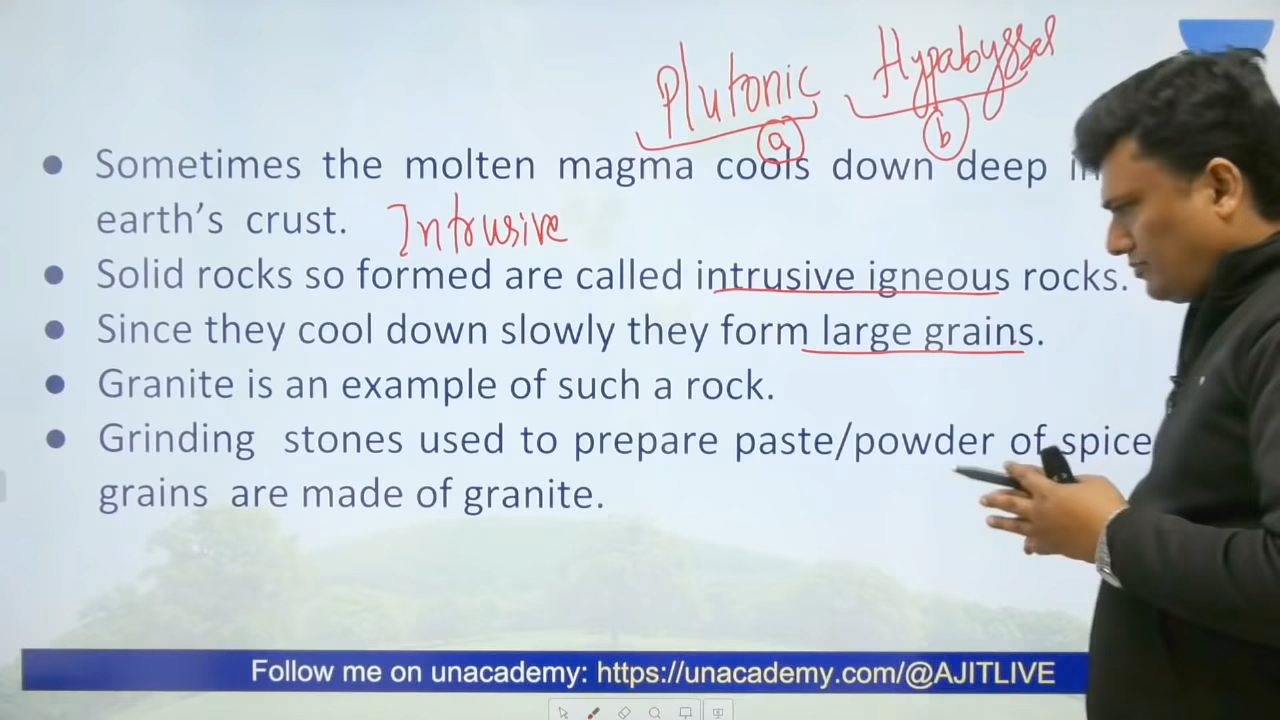 Plutonic Hypabyssal
a b
• Sometimes the molten magma cools down deep in
earth’s crust. Intrusive
• Solid rocks so formed are called intrusive igneous rocks.
• Since they cool down slowly they form large grains.
• Granite is an example of such a rock.
• Grinding stones used to prepare paste/powder of spice
grains are made of granite.
Follow me on unacademy: https://unacademy.com/@AJITLIVE